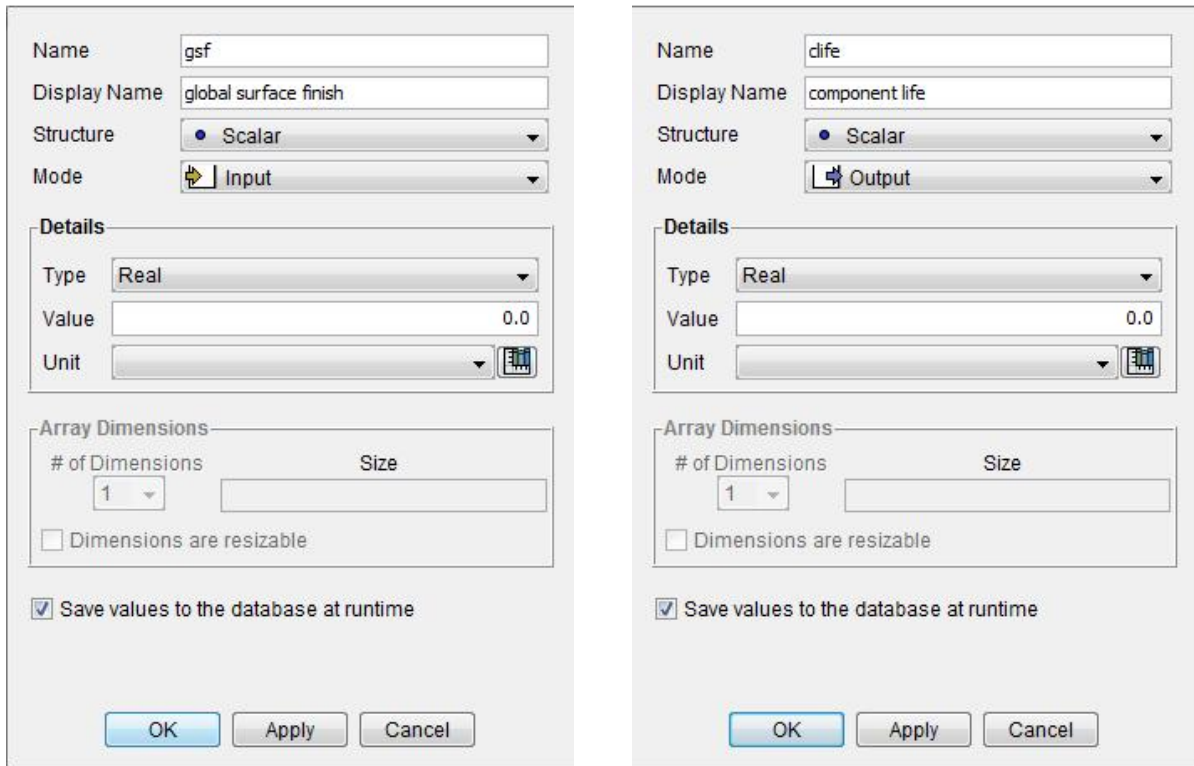 Name gsf
Display Name global surface finish
Structure Scalar
Mode Input
Details
Type Real
Value 0.0
Unit
Array Dimensions
# of Dimensions Size
1
Dimensions are resizable
Save values to the database at runtime
OK Apply Cancel
Name clife
Display Name component life
Structure Scalar
Mode Output
Details
Type Real
Value 0.0
Unit
Array Dimensions
# of Dimensions Size
1
Dimensions are resizable
Save values to the database at runtime
OK Apply Cancel